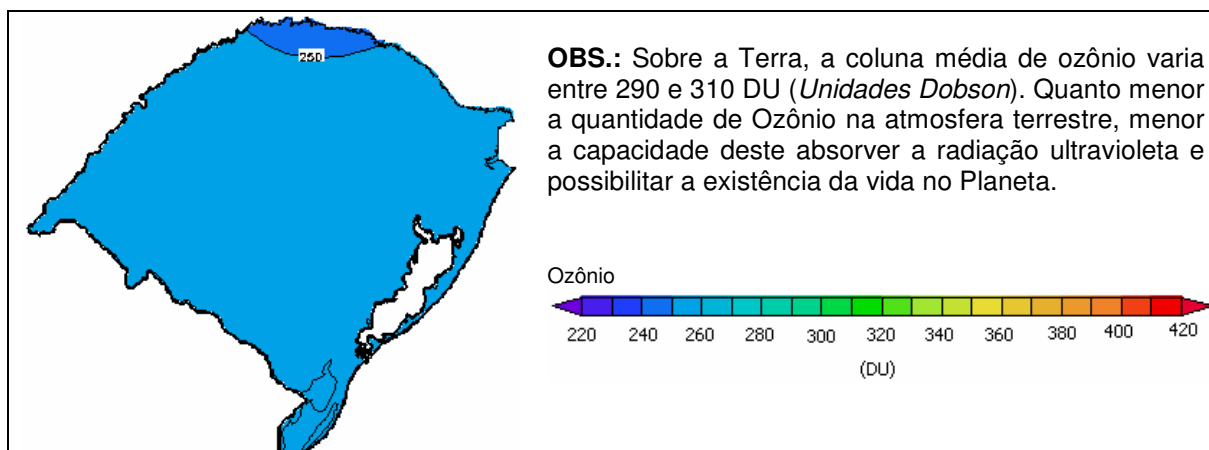 250
OBS.: Sobre a Terra, a coluna média de ozônio varia
entre 290 e 310 DU (Unidades Dobson). Quanto menor
a quantidade de Ozônio na atmosfera terrestre, menor
a capacidade deste absorver a radiação ultravioleta e
possibilitar a existência da vida no Planeta.
Ozônio
220 240 260 280 300 320 340 360 380 400 420
(DU)